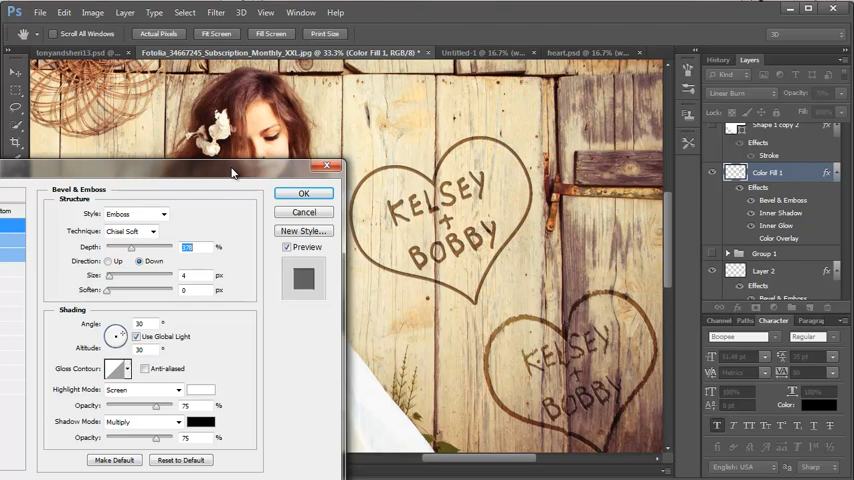 Ps File Edit Image Layer Type Select Filter 3D View Window Help
Scroll All Windows Actual Pixels Fit Screen Fill Screen Print Size 3D
tonyandsheri13.psd Fotolia_34667245_Subscription_Monthly_XXL.jpg @ 33.3% (Color Fill 1, RGB/8) * Untitled-1 @ 16.7% heart.psd @ 16.7%
History Layers
Kind
Linear Burn Opacity:
Lock: Fill:
Shape 1 copy 2
Effects
Stroke
Color Fill 1 fx
Effects
Bevel & Emboss
Inner Shadow
Inner Glow
Color Overlay
Group 1
Layer 2 fx
Effects
Bevel & Emboss
KELSEY
+
BOBBY
KELSEY
+
BOBBY
Bevel & Emboss
Structure
Style: Emboss
Technique: Chisel Soft
Depth: %
Direction: Up Down
Size: 4 px
Soften: 0 px
Shading
Angle: 30 °
Use Global Light
Altitude: 30 °
Gloss Contour: Anti-aliased
Highlight Mode: Screen
Opacity: 75 %
Shadow Mode: Multiply
Opacity: 75 %
Make Default Reset to Default
OK
Cancel
New Style...
Preview
Channels Paths Character Paragraph
Boopee Regular
Metrics
100% 100%
Color:
English: USA Sharp